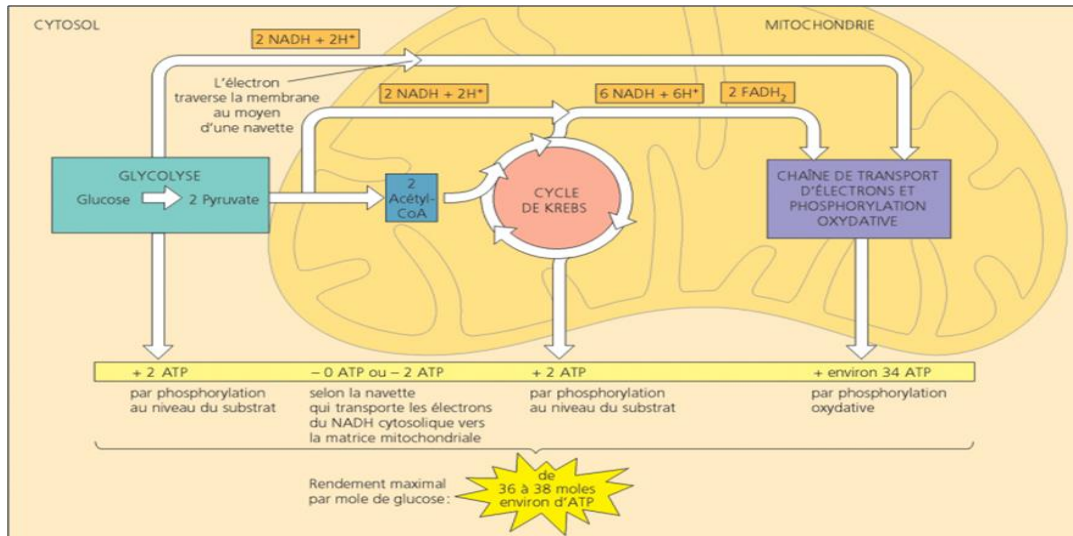 CYTOSOL
MITOCHONDRIE
2 NADH + 2H⁺
L'électron
traverse la membrane
au moyen
d'une navette
2 NADH + 2H⁺
6 NADH + 6H⁺
2 FADH₂
GLYCOLYSE
Glucose
2 Pyruvate
2
Acétyl-
CoA
CYCLE
DE KREBS
CHAÎNE DE TRANSPORT
D'ÉLECTRONS ET
PHOSPHORYLATION
OXYDATIVE
+ 2 ATP
par phosphorylation
au niveau du substrat
– 0 ATP ou – 2 ATP
selon la navette
qui transporte les électrons
du NADH cytosolique vers
la matrice mitochondriale
+ 2 ATP
par phosphorylation
au niveau du substrat
+ environ 34 ATP
par phosphorylation
oxydative
Rendement maximal
par mole de glucose :
de
36 à 38 moles
environ d'ATP